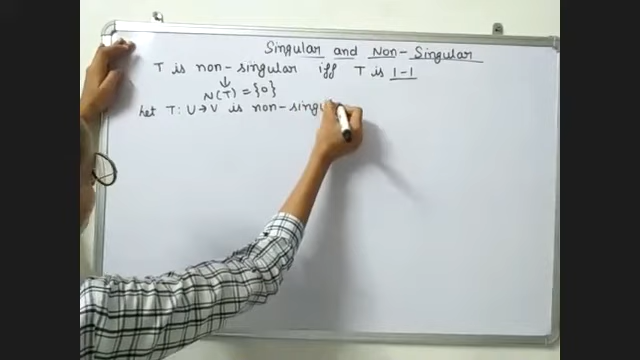 Singular and Non-Singular
T is non-singular iff T is 1-1
↓
N(T) = {0}
let T: U→V is non-singu